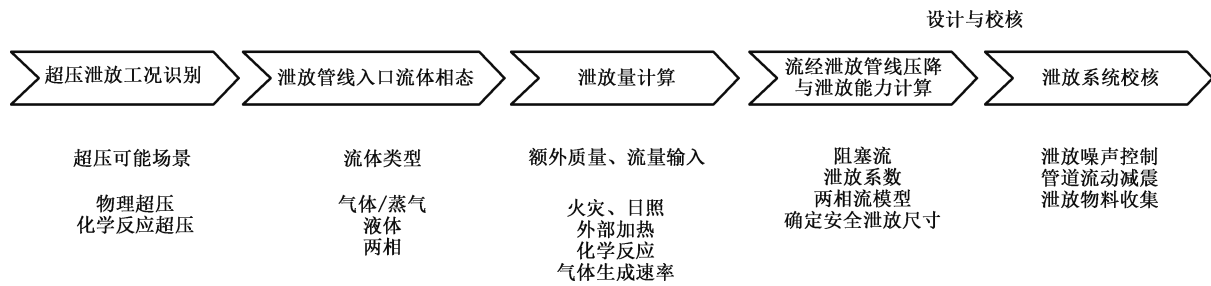 设计与校核
超压泄放工况识别
泄放管线入口流体相态
泄放量计算
流经泄放管线压降
与泄放能力计算
泄放系统校核
超压可能场景
物理超压
化学反应超压
流体类型
气体/蒸气
液体
两相
额外质量、流量输入
火灾、日照
外部加热
化学反应
气体生成速率
阻塞流
泄放系数
两相流模型
确定安全泄放尺寸
泄放噪声控制
管道流动减震
泄放物料收集